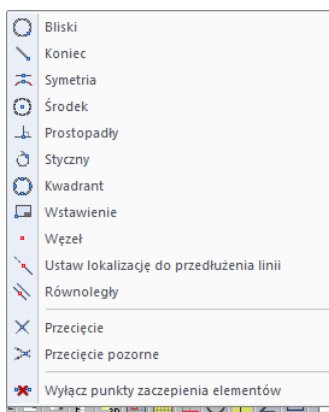 Bliski
Koniec
Symetria
Środek
Prostopadły
Styczny
Kwadrant
Wstawienie
Węzeł
Ustaw lokalizację do przedłużenia linii
Równoległy
Przecięcie
Przecięcie pozorne
Wyłącz punkty zaczepienia elementów